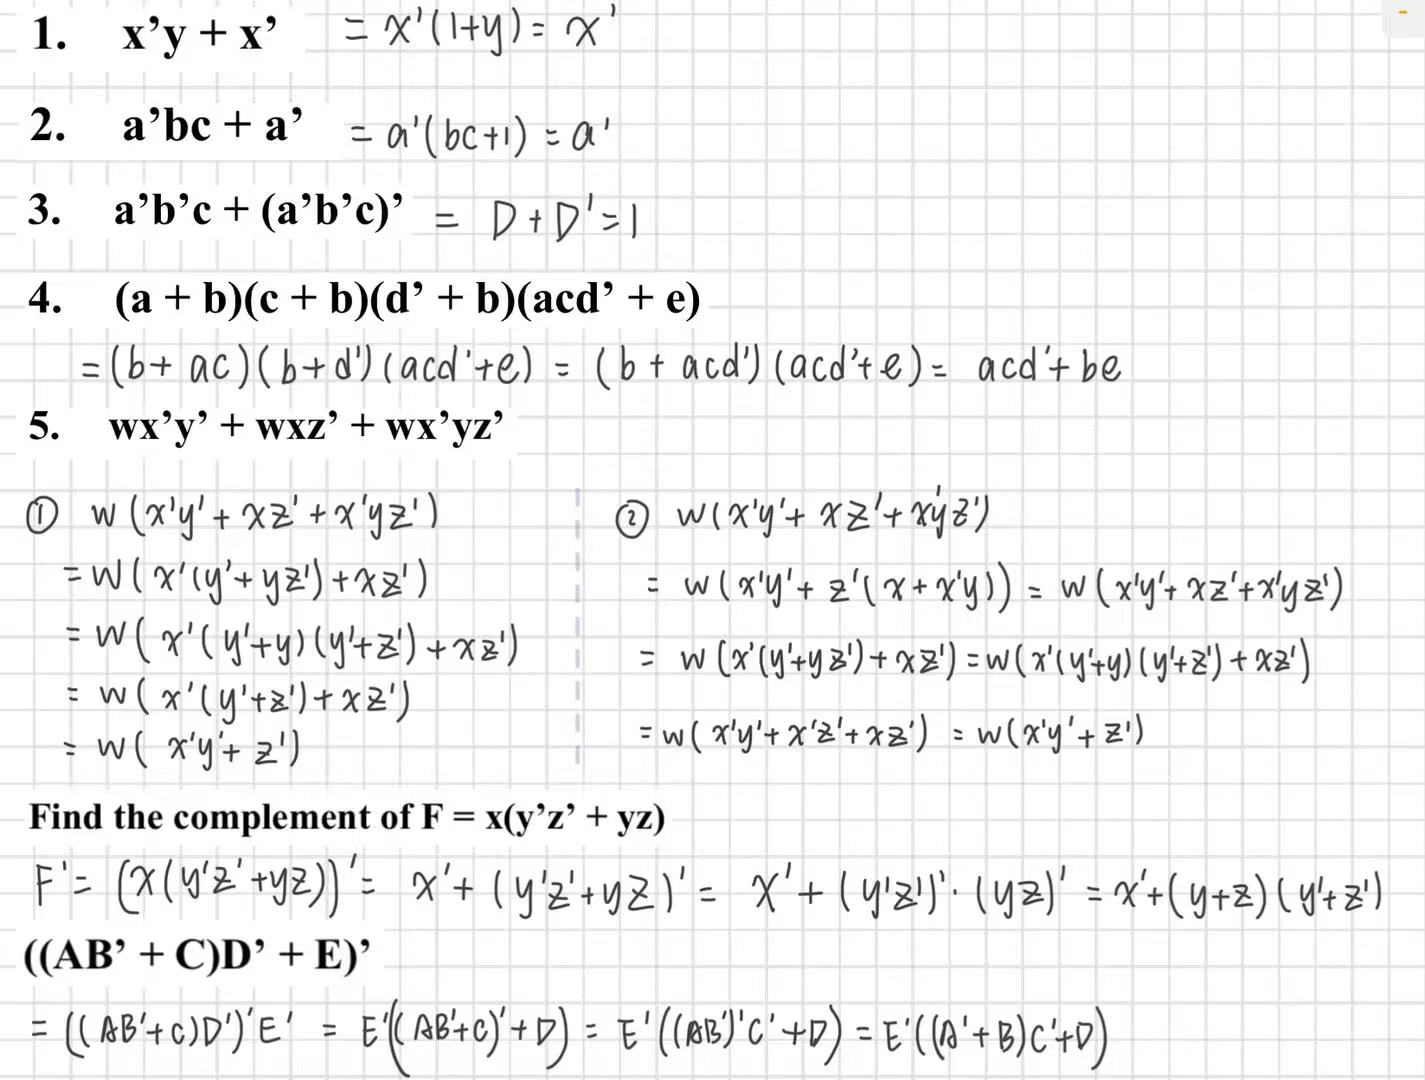 1. x’y + x’ = x'(1+y) = x'
2. a’bc + a’ = a'(bc+1) = a'
3. a’b’c + (a’b’c)’ = D + D' = 1
4. (a + b)(c + b)(d’ + b)(acd’ + e)
= (b + ac)(b + d')(acd' + e) = (b + acd')(acd' + e) = acd' + be
5. wx’y’ + wxz’ + wx’yz’
① w(x'y' + xz' + x'yz')
= w(x'(y' + yz') + xz')
= w(x'(y'+y)(y'+z') + xz')
= w(x'(y'+z') + xz')
= w(x'y' + z')
② w(x'y' + xz' + x'yz')
= w(x'y' + z'(x + x'y)) = w(x'y' + xz' + x'yz')
= w(x'(y'+yz') + xz') = w(x'(y'+y)(y'+z') + xz')
= w(x'y' + x'z' + xz') = w(x'y' + z')
Find the complement of F = x(y’z’ + yz)
F' = (x(y'z' + yz))' = x' + (y'z' + yz)' = x' + (y'z')' · (yz)' = x' + (y+z)(y'+z')
((AB’ + C)D’ + E)’
= ((AB'+C)D')'E' = E'((AB'+C)' + D) = E'((AB')'C' + D) = E'((A'+B)C'+D)